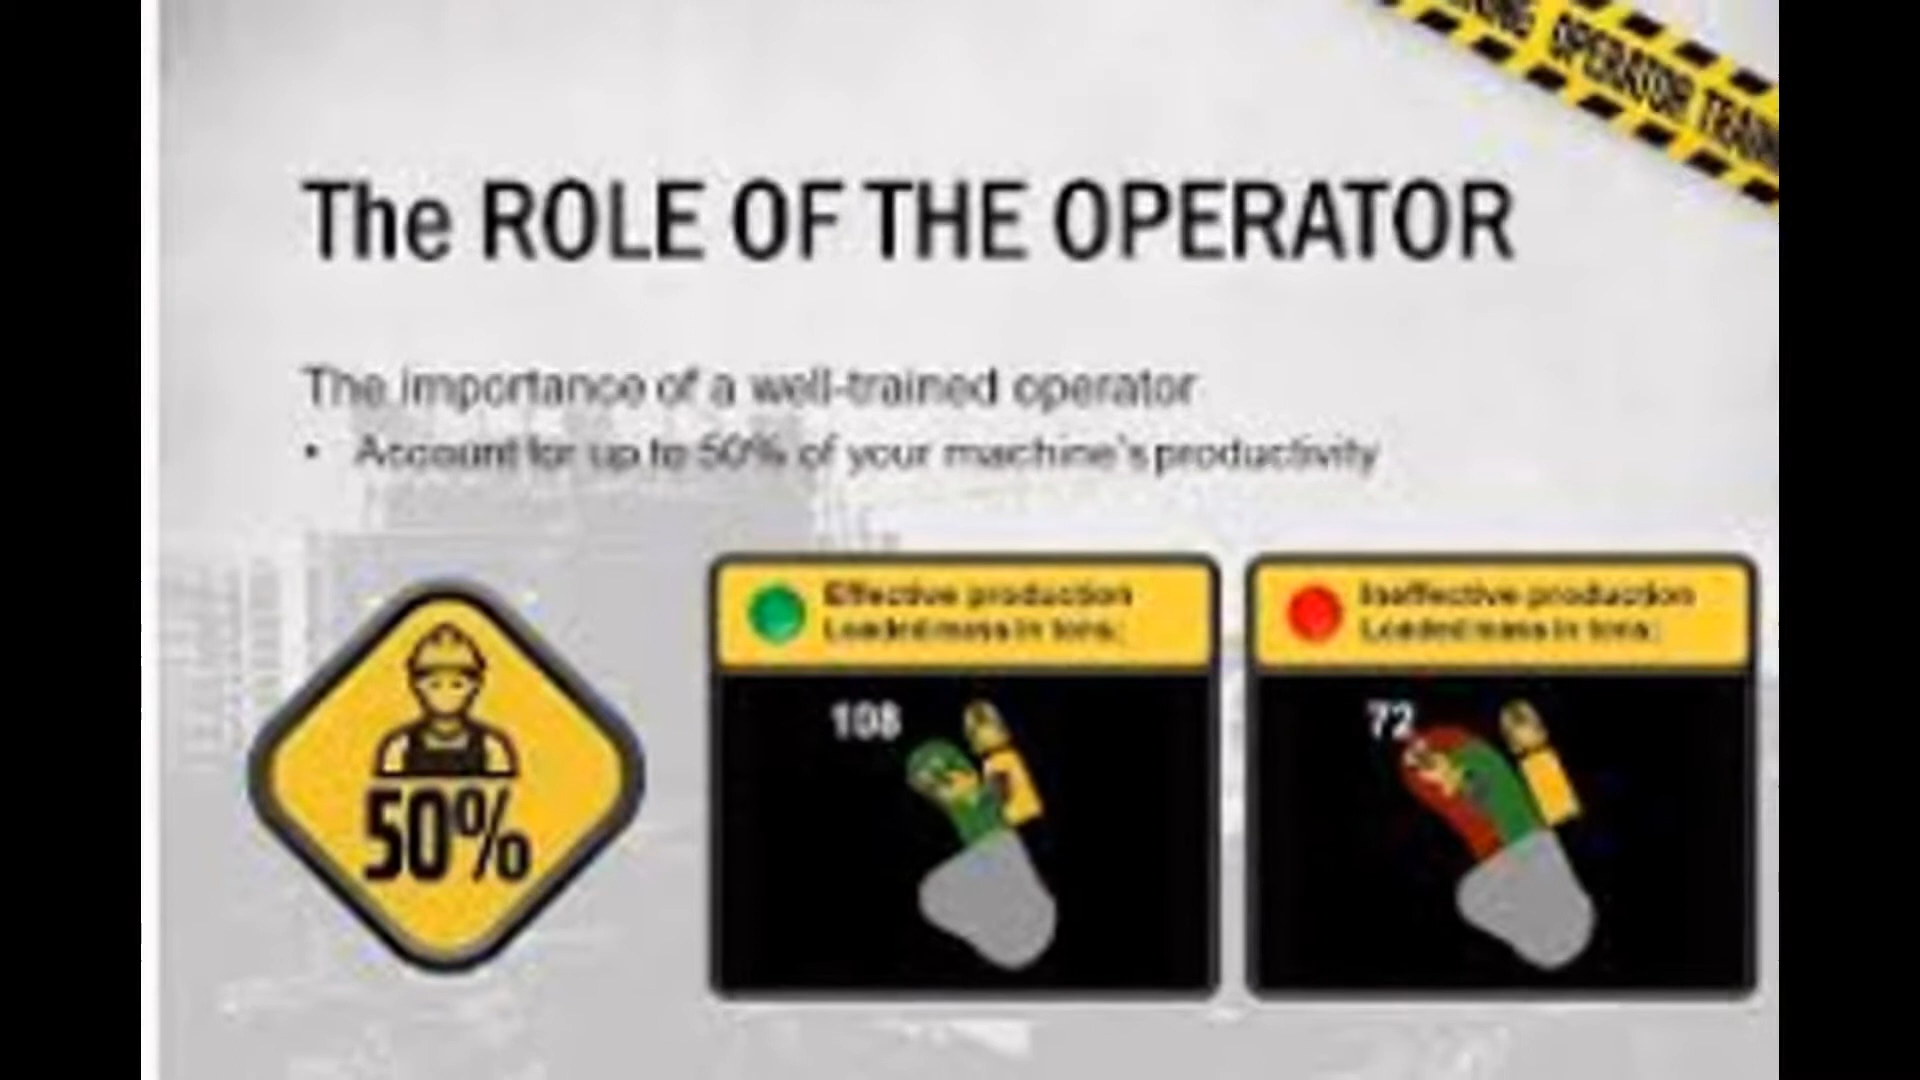 OPERATOR TRAIN
The ROLE OF THE OPERATOR
The importance of a well-trained operator
• Account for up to 50% of your machine's productivity
50%
Effective production
Loaded mass in tons:
108
Ineffective production
Loaded mass in tons:
72